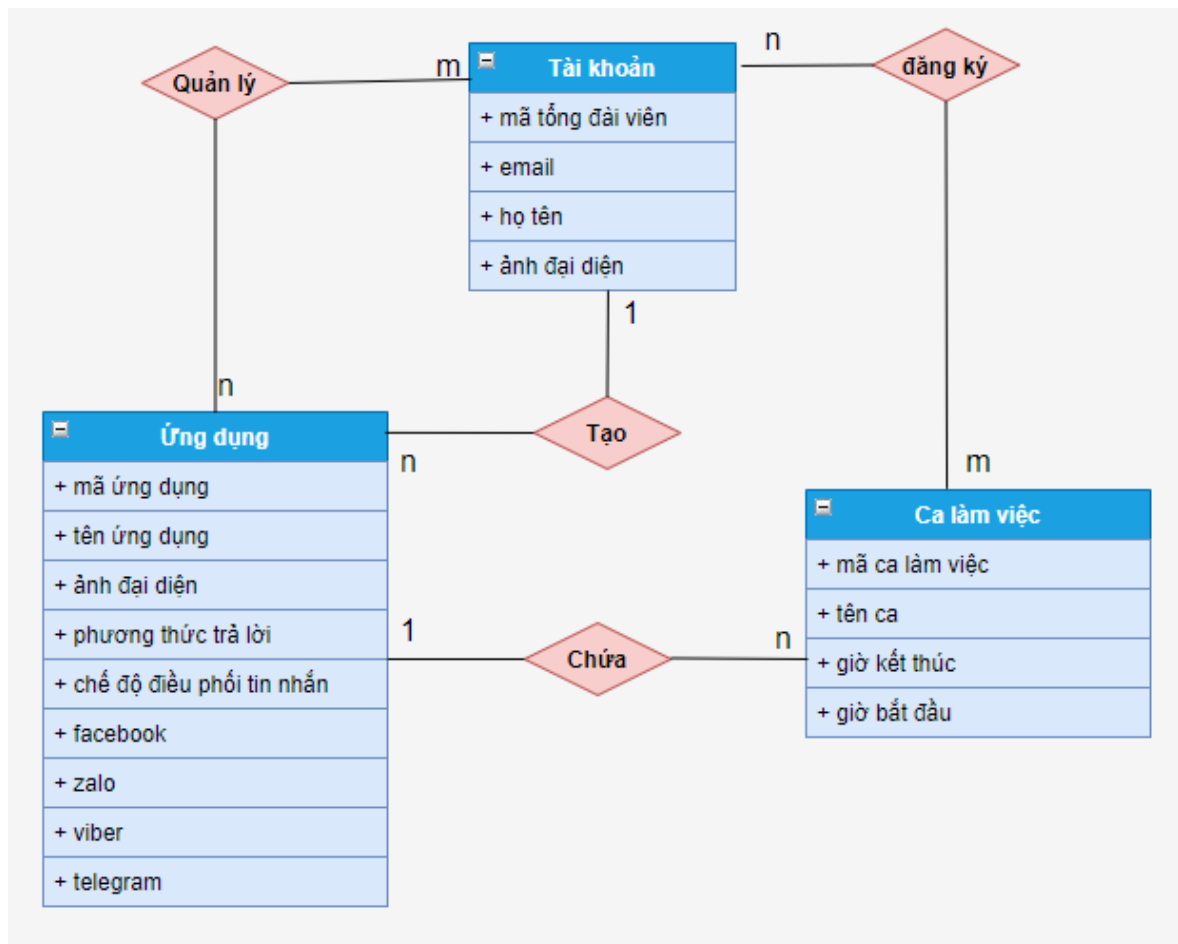 Quản lý
m
Tài khoản
+ mã tổng đài viên
+ email
+ họ tên
+ ảnh đại diện
n
đăng ký
1
n
Tạo
n
Ứng dụng
+ mã ứng dụng
+ tên ứng dụng
+ ảnh đại diện
+ phương thức trả lời
+ chế độ điều phối tin nhắn
+ facebook
+ zalo
+ viber
+ telegram
1
Chứa
n
m
Ca làm việc
+ mã ca làm việc
+ tên ca
+ giờ kết thúc
+ giờ bắt đầu